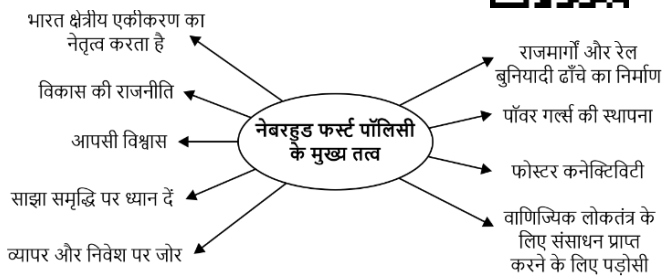 भारत क्षेत्रीय एकीकरण का
नेतृत्व करता है
विकास की राजनीति
आपसी विश्वास
साझा समृद्धि पर ध्यान दें
व्यापर और निवेश पर जोर
नेबरहुड फर्स्ट पॉलिसी
के मुख्य तत्व
राजमार्गों और रेल
बुनियादी ढाँचे का निर्माण
पॉवर गर्ल्स की स्थापना
फोस्टर कनेक्टिविटी
वाणिज्यिक लोकतंत्र के
लिए संसाधन प्राप्त
करने के लिए पड़ोसी